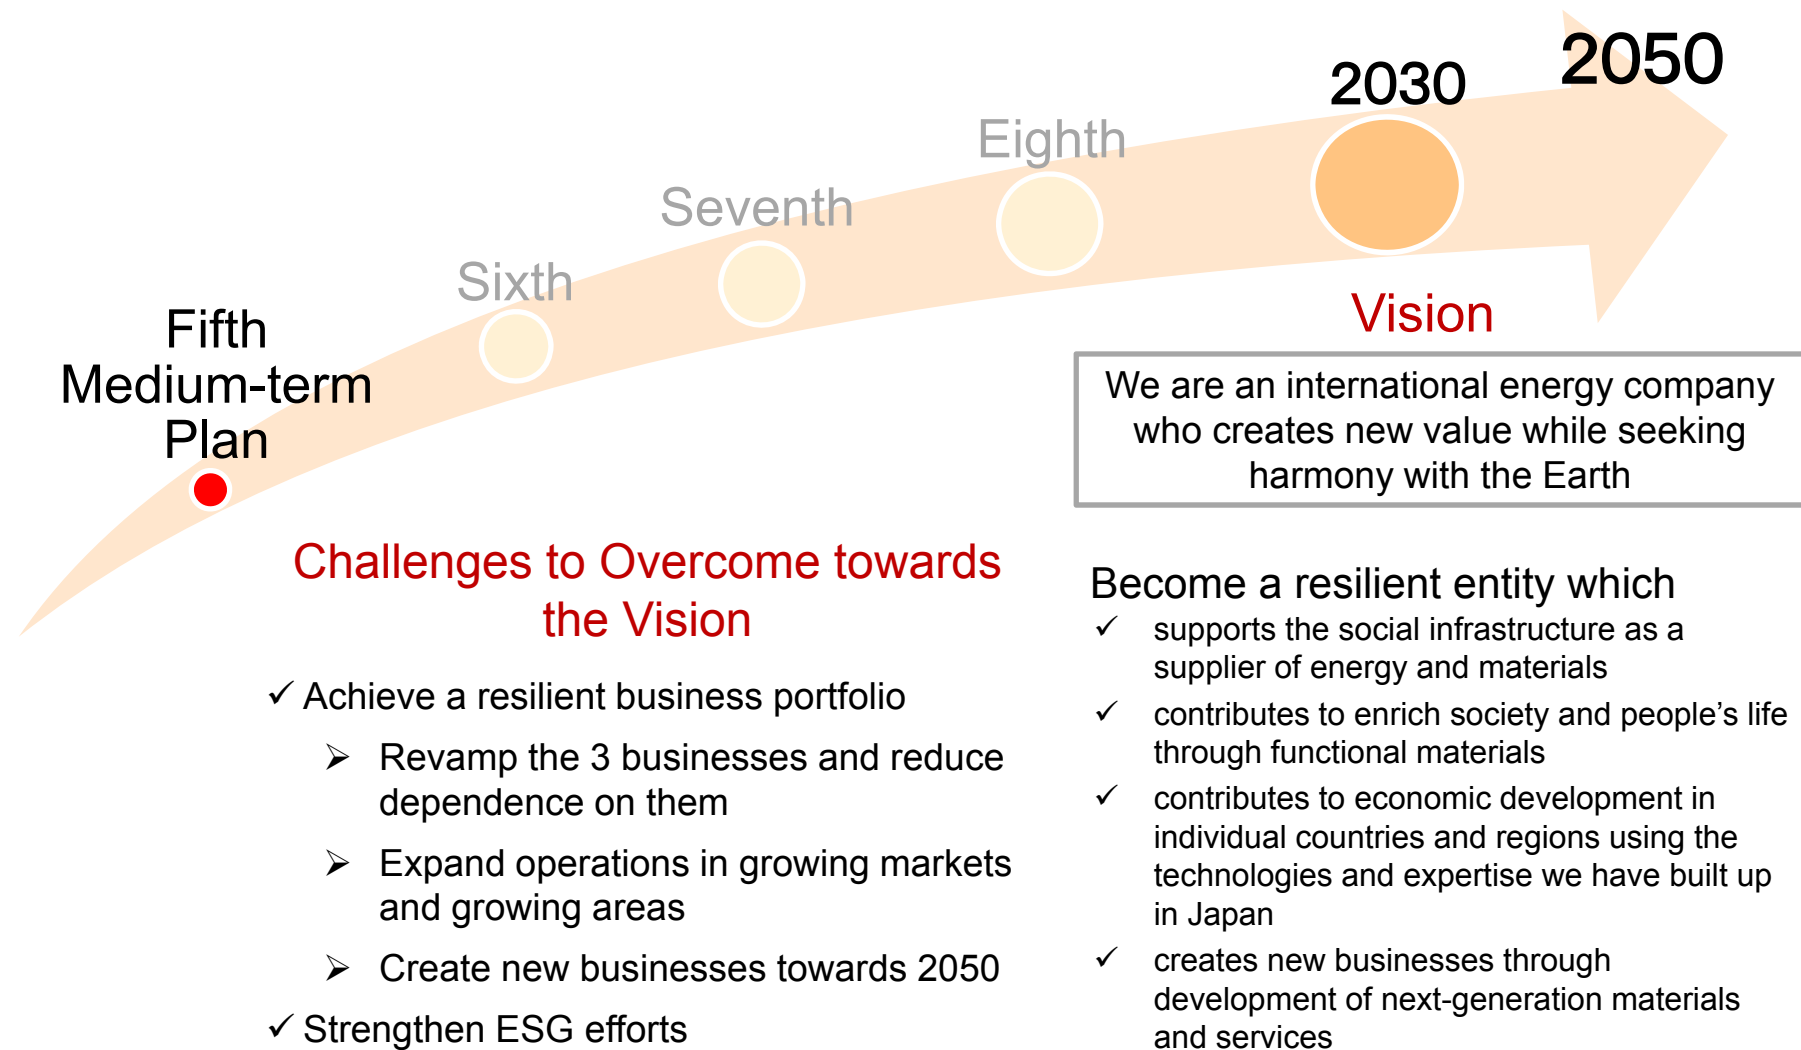 2050
2030
Eighth
Seventh
Sixth
Fifth
Medium-term
Plan
Vision
We are an international energy company
who creates new value while seeking
harmony with the Earth
Challenges to Overcome towards
the Vision
✓ Achieve a resilient business portfolio
➢ Revamp the 3 businesses and reduce
dependence on them
➢ Expand operations in growing markets
and growing areas
➢ Create new businesses towards 2050
✓ Strengthen ESG efforts
Become a resilient entity which
✓ supports the social infrastructure as a
supplier of energy and materials
✓ contributes to enrich society and people’s life
through functional materials
✓ contributes to economic development in
individual countries and regions using the
technologies and expertise we have built up
in Japan
✓ creates new businesses through
development of next-generation materials
and services